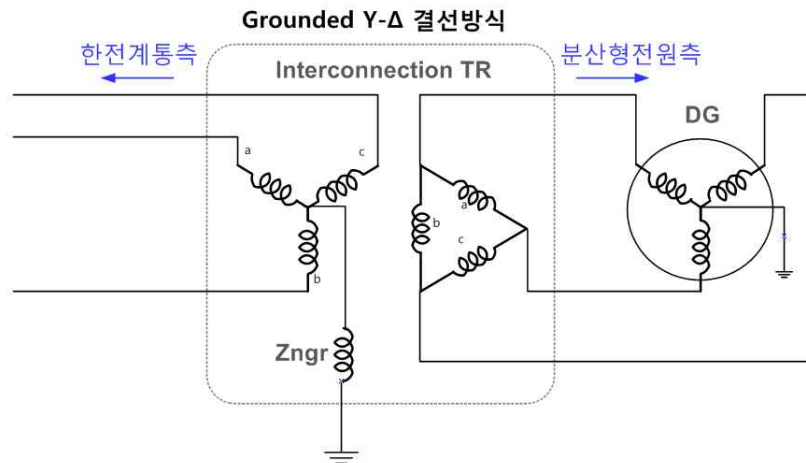 Grounded Y-Δ 결선방식
한전계통측
분산형전원측
Interconnection TR
DG
a
c
b
a
b
c
Zngr